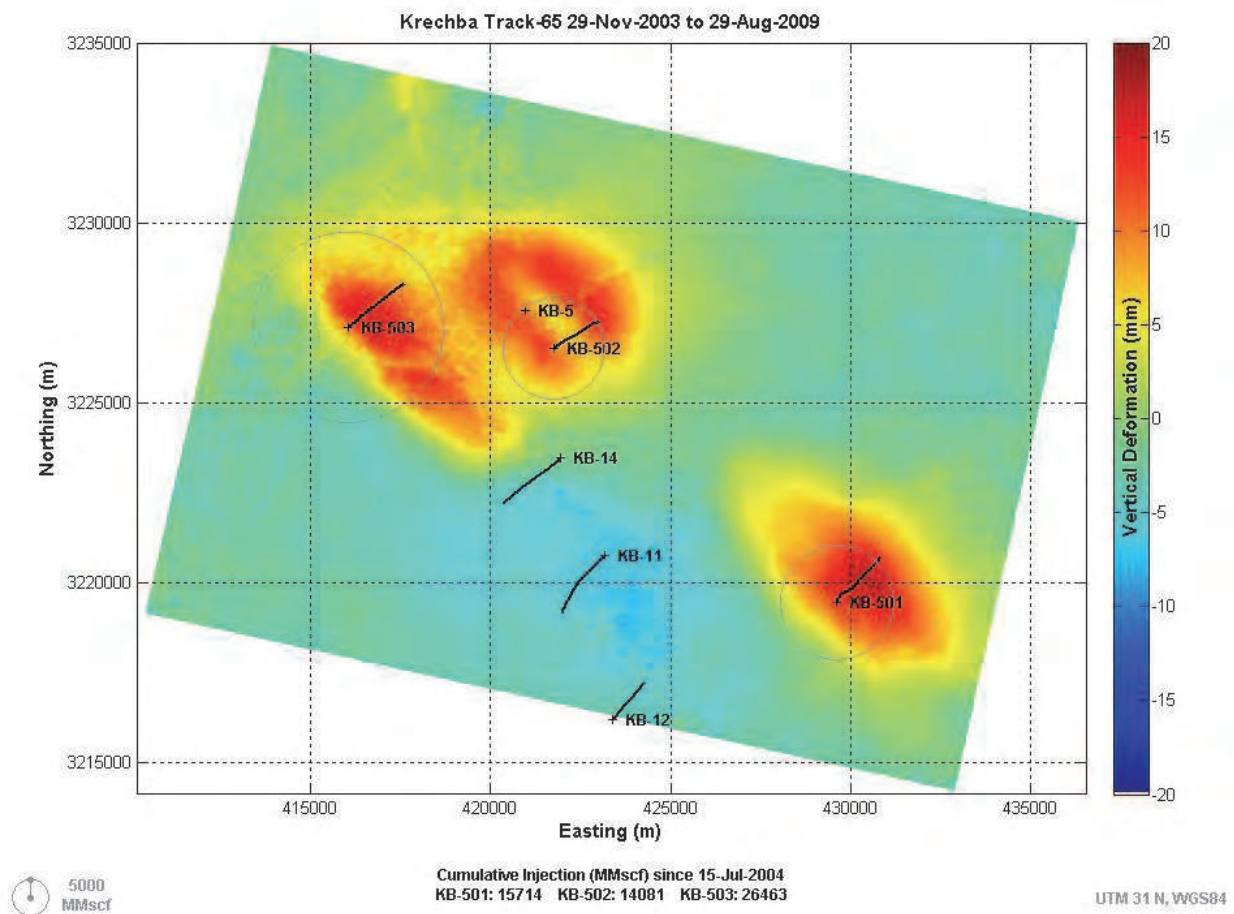 Krechba Track-65 29-Nov-2003 to 29-Aug-2009
3235000
3230000
3225000
3220000
3215000
Northing (m)
415000 420000 425000 430000 435000
Easting (m)
KB-5
KB-503
KB-502
KB-14
KB-11
KB-501
KB-12
20
15
10
5
0
-5
-10
-15
-20
Vertical Deformation (mm)
Cumulative Injection (MMscf) since 15-Jul-2004
KB-501: 15714 KB-502: 14081 KB-503: 26463
5000
MMscf
UTM 31 N, WGS84